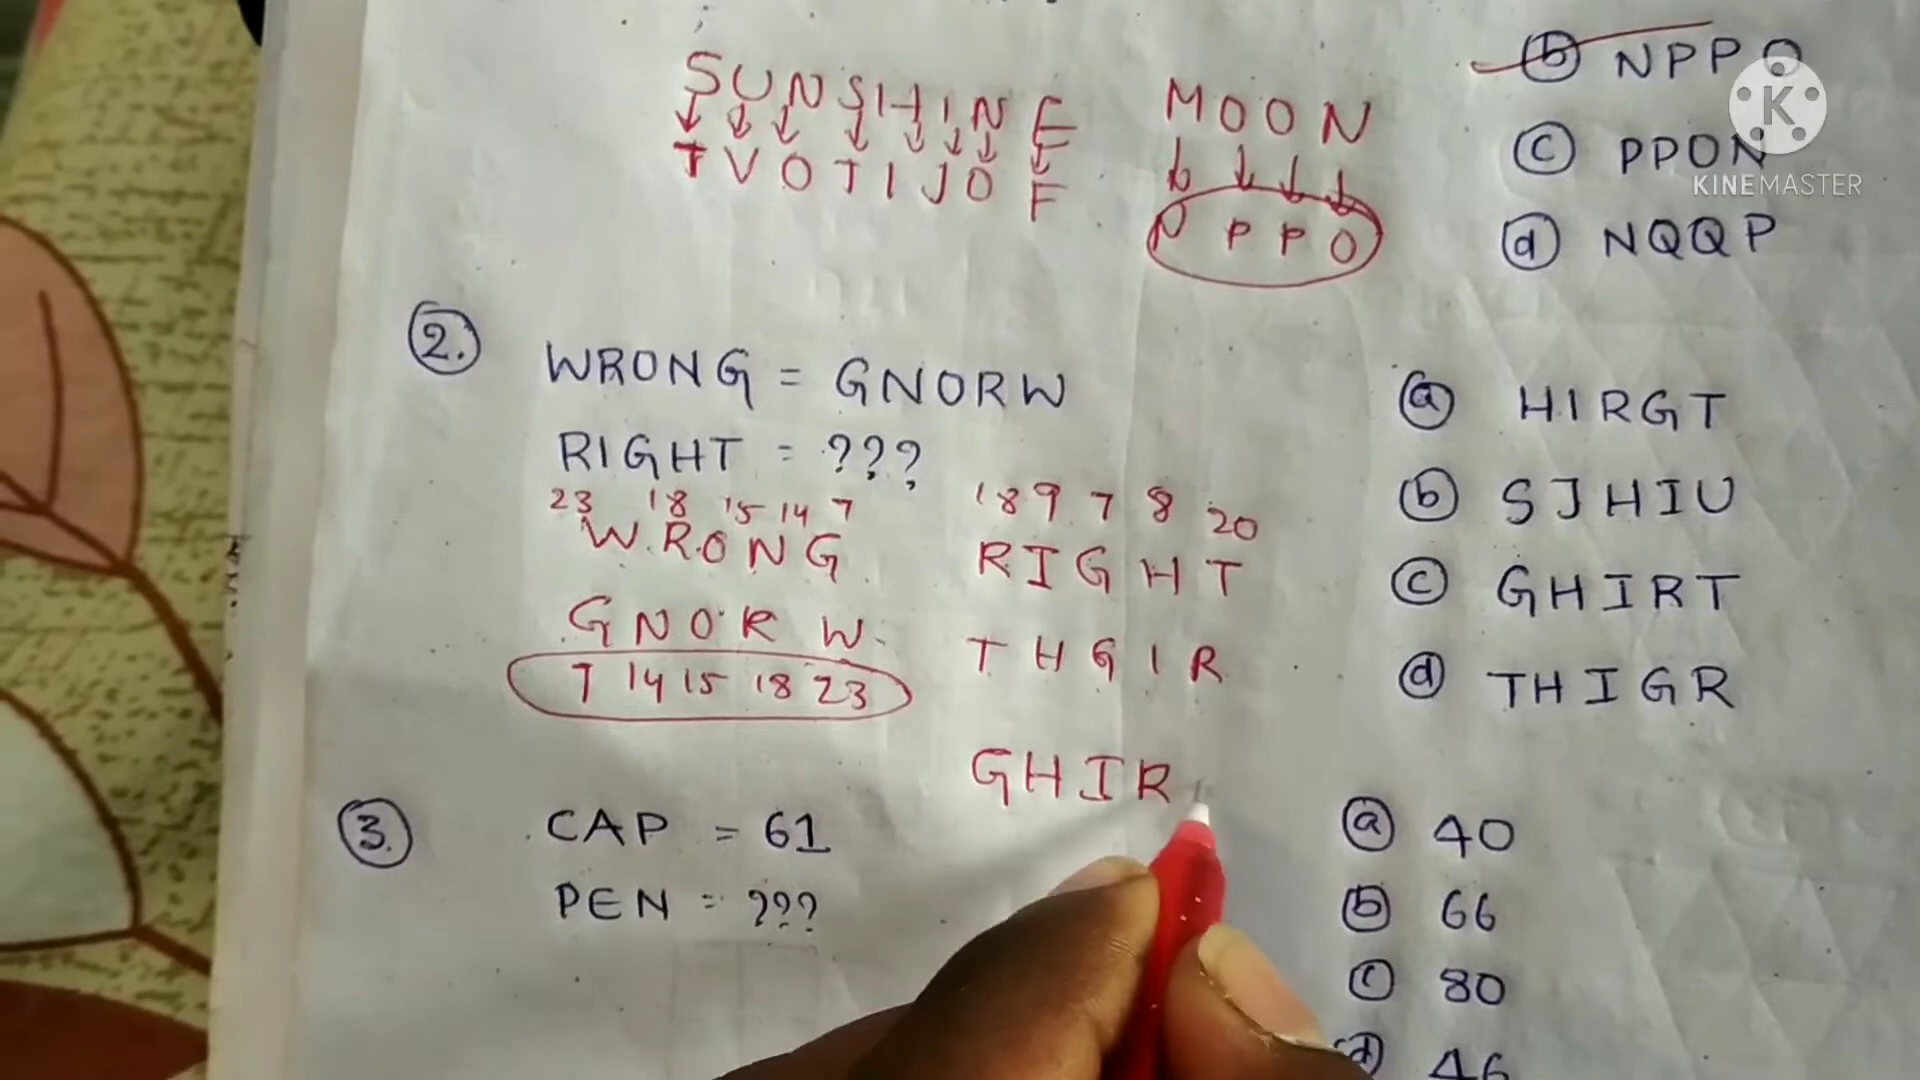 SUNSHINE MOON
TVOTIJOF NPPO
b NPPO
c PPON
d NQQP
K
KINEMASTER
2. WRONG = GNORW
RIGHT = ???
23 18 15 14 7
WRONG
GNORW
7 14 15 18 23
18 9 7 8 20
RIGHT
THGIR
GHIR
a HIRGT
b SJHIU
c GHIRT
d THIGR
3. CAP = 61
PEN = ???
a 40
b 66
c 80
d 46